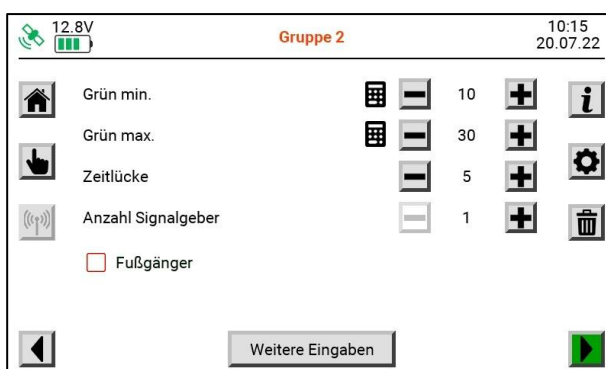 12.8V Gruppe 2 10:15
20.07.22
Grün min. 10
Grün max. 30
Zeitlücke 5
Anzahl Signalgeber 1
Fußgänger
Weitere Eingaben